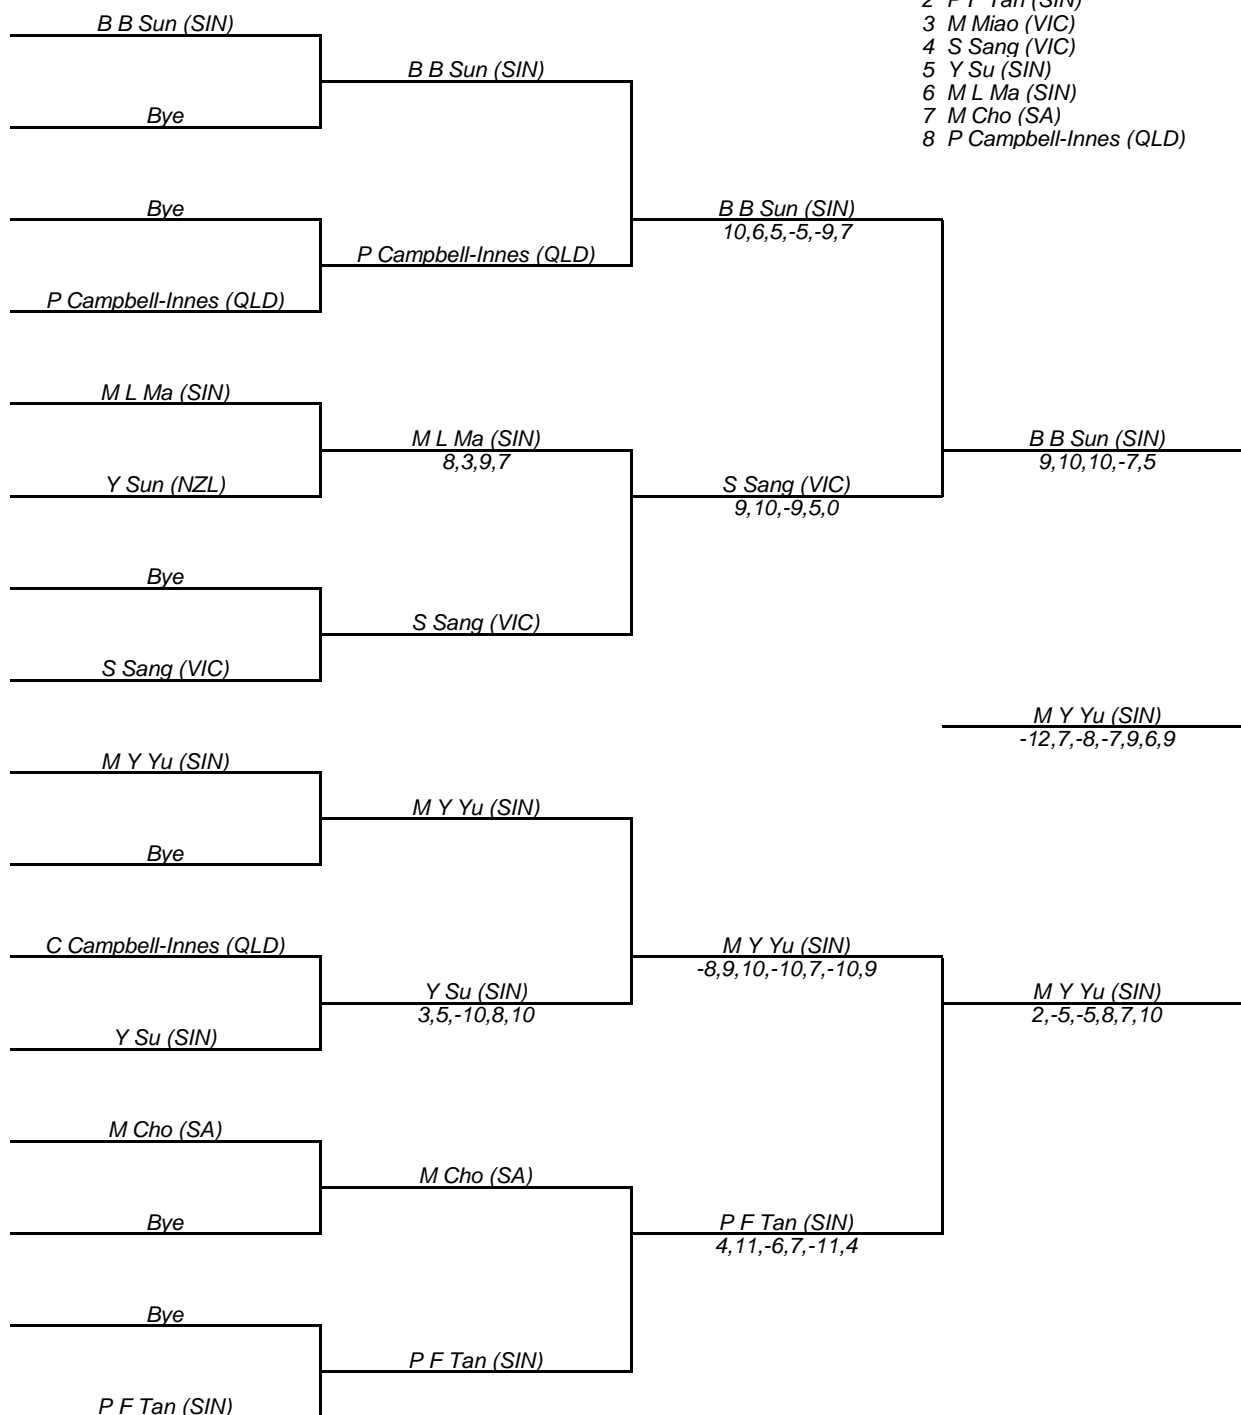 2 P F Tan (SIN)
3 M Miao (VIC)
4 S Sang (VIC)
5 Y Su (SIN)
6 M L Ma (SIN)
7 M Cho (SA)
8 P Campbell-Innes (QLD)
B B Sun (SIN)
Bye
Bye
P Campbell-Innes (QLD)
M L Ma (SIN)
Y Sun (NZL)
Bye
S Sang (VIC)
M Y Yu (SIN)
Bye
C Campbell-Innes (QLD)
Y Su (SIN)
M Cho (SA)
Bye
Bye
P F Tan (SIN)
B B Sun (SIN)
P Campbell-Innes (QLD)
M L Ma (SIN)
8,3,9,7
S Sang (VIC)
M Y Yu (SIN)
Y Su (SIN)
3,5,-10,8,10
M Cho (SA)
P F Tan (SIN)
B B Sun (SIN)
10,6,5,-5,-9,7
S Sang (VIC)
9,10,-9,5,0
M Y Yu (SIN)
-8,9,10,-10,7,-10,9
P F Tan (SIN)
4,11,-6,7,-11,4
B B Sun (SIN)
9,10,10,-7,5
M Y Yu (SIN)
-12,7,-8,-7,9,6,9
M Y Yu (SIN)
2,-5,-5,8,7,10